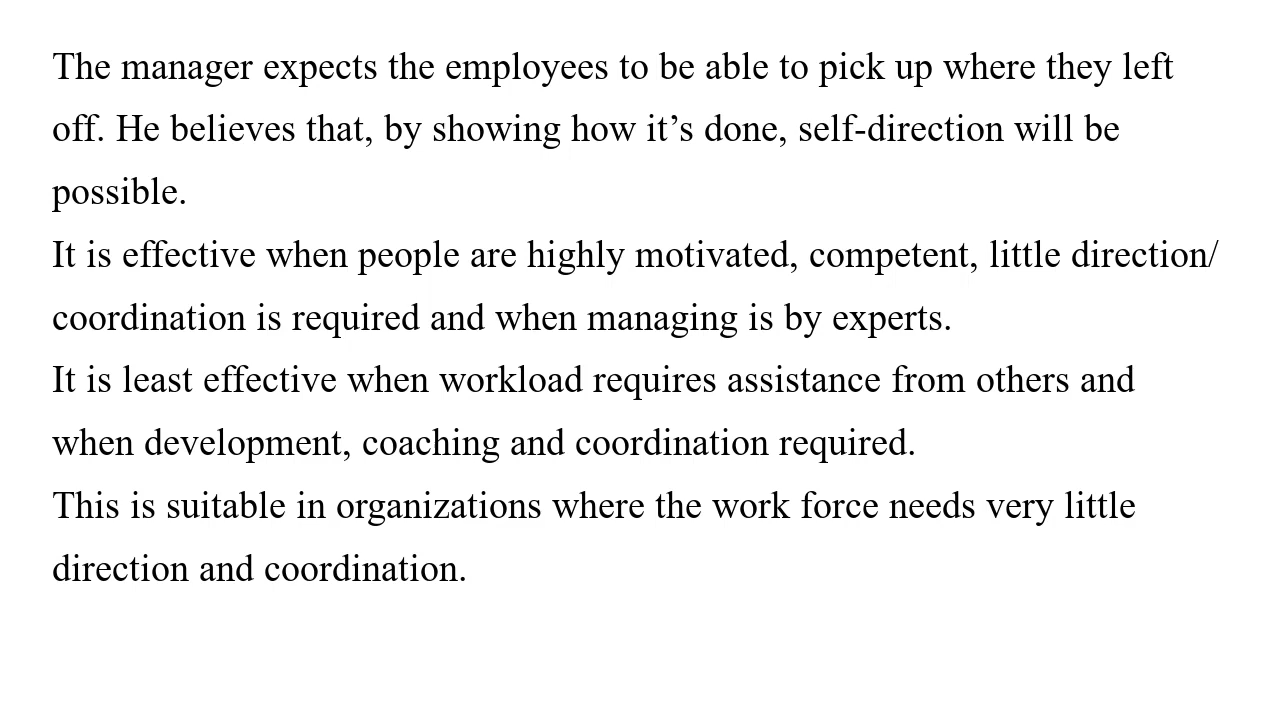 The manager expects the employees to be able to pick up where they left
off. He believes that, by showing how it’s done, self-direction will be
possible.
It is effective when people are highly motivated, competent, little direction/
coordination is required and when managing is by experts.
It is least effective when workload requires assistance from others and
when development, coaching and coordination required.
This is suitable in organizations where the work force needs very little
direction and coordination.